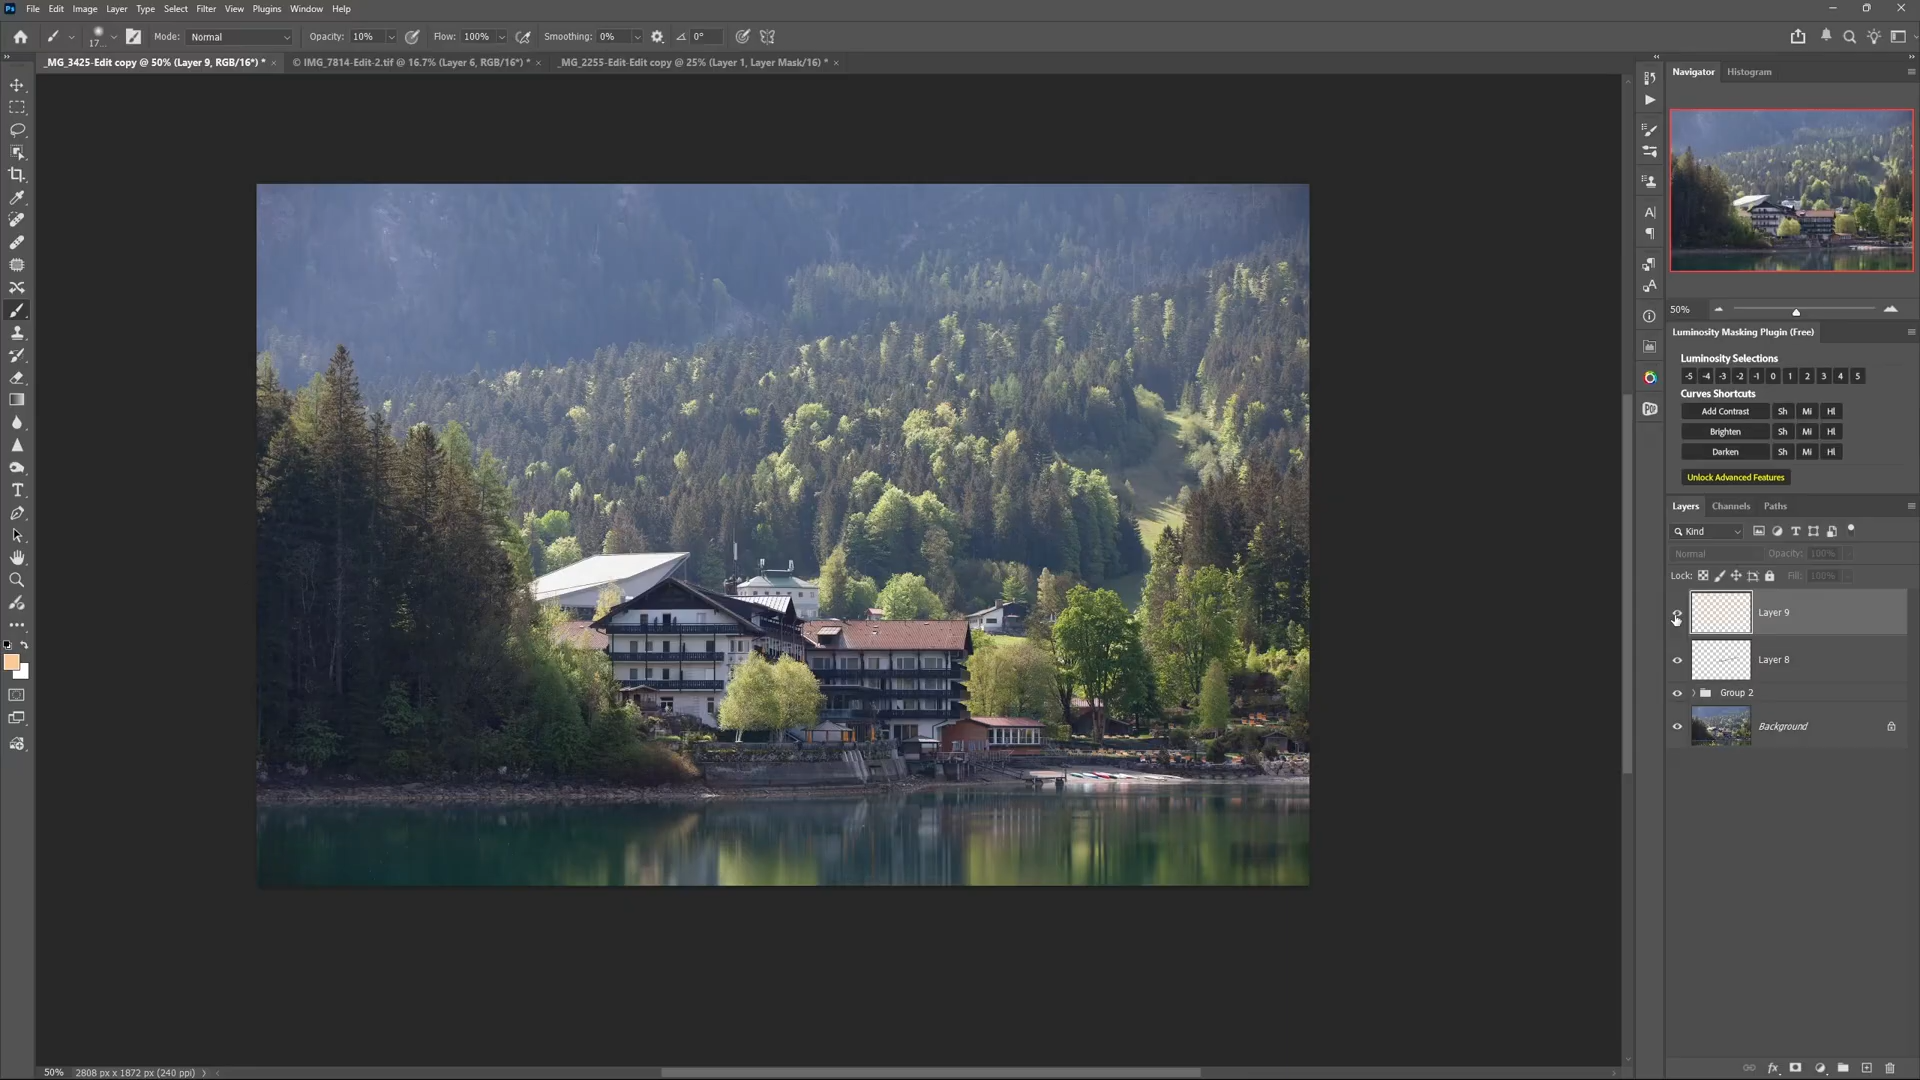 Ps File Edit Image Layer Type Select Filter View Plugins Window Help
17... Mode: Normal Opacity: 10% Flow: 100% Smoothing: 0% 0°
_MG_3425-Edit copy @ 50% (Layer 9, RGB/16*) * × © IMG_7814-Edit-2.tif @ 16.7% (Layer 6, RGB/16*) * × _MG_2255-Edit-Edit copy @ 25% (Layer 1, Layer Mask/16) * ×
Navigator Histogram
50%
Luminosity Masking Plugin (Free)
Luminosity Selections
-5 -4 -3 -2 -1 0 1 2 3 4 5
Curves Shortcuts
Add Contrast Sh Mi Hl
Brighten Sh Mi Hl
Darken Sh Mi Hl
Unlock Advanced Features
Layers Channels Paths
Kind
Normal Opacity: 100%
Lock: Fill: 100%
Layer 9
Layer 8
Group 2
Background
50% 2808 px x 1872 px (240 ppi)